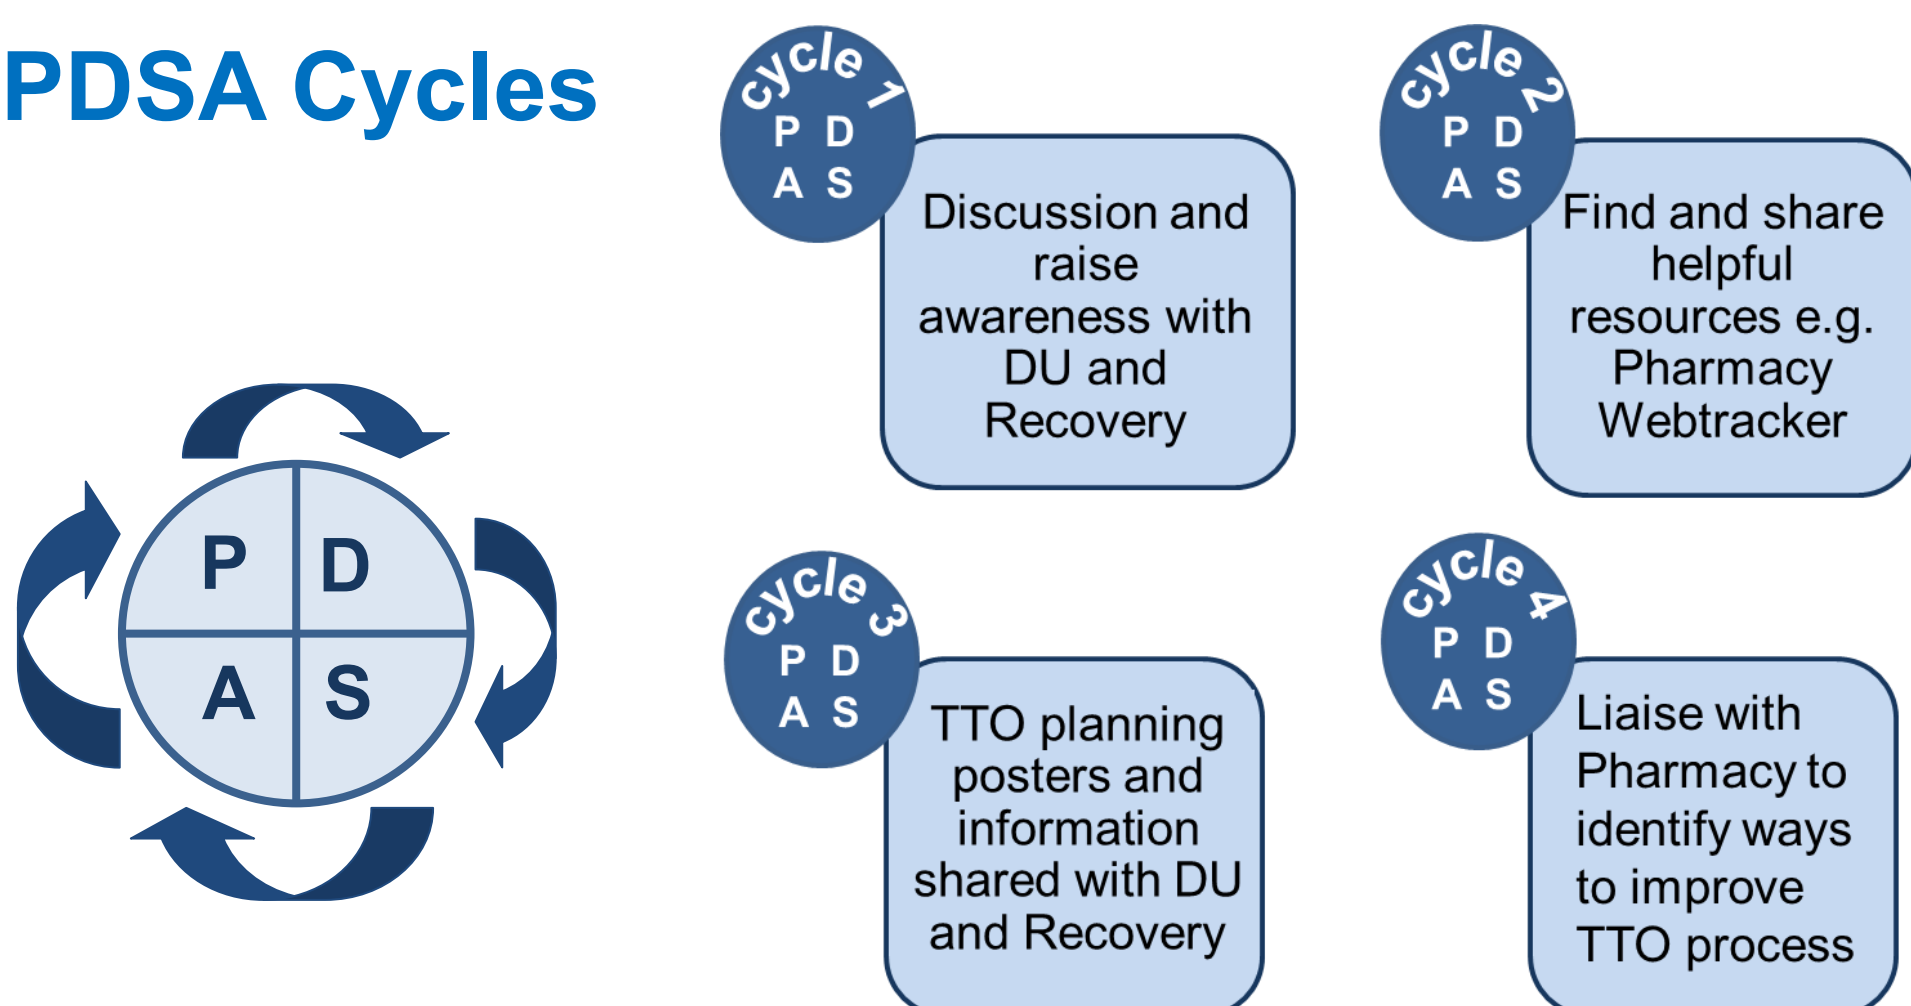 PDSA Cycles
P D
A S
cycle 1
P D
A S
Discussion and
raise
awareness with
DU and
Recovery
cycle 2
P D
A S
Find and share
helpful
resources e.g.
Pharmacy
Webtracker
cycle 3
P D
A S
TTO planning
posters and
information
shared with DU
and Recovery
cycle 4
P D
A S
Liaise with
Pharmacy to
identify ways
to improve
TTO process